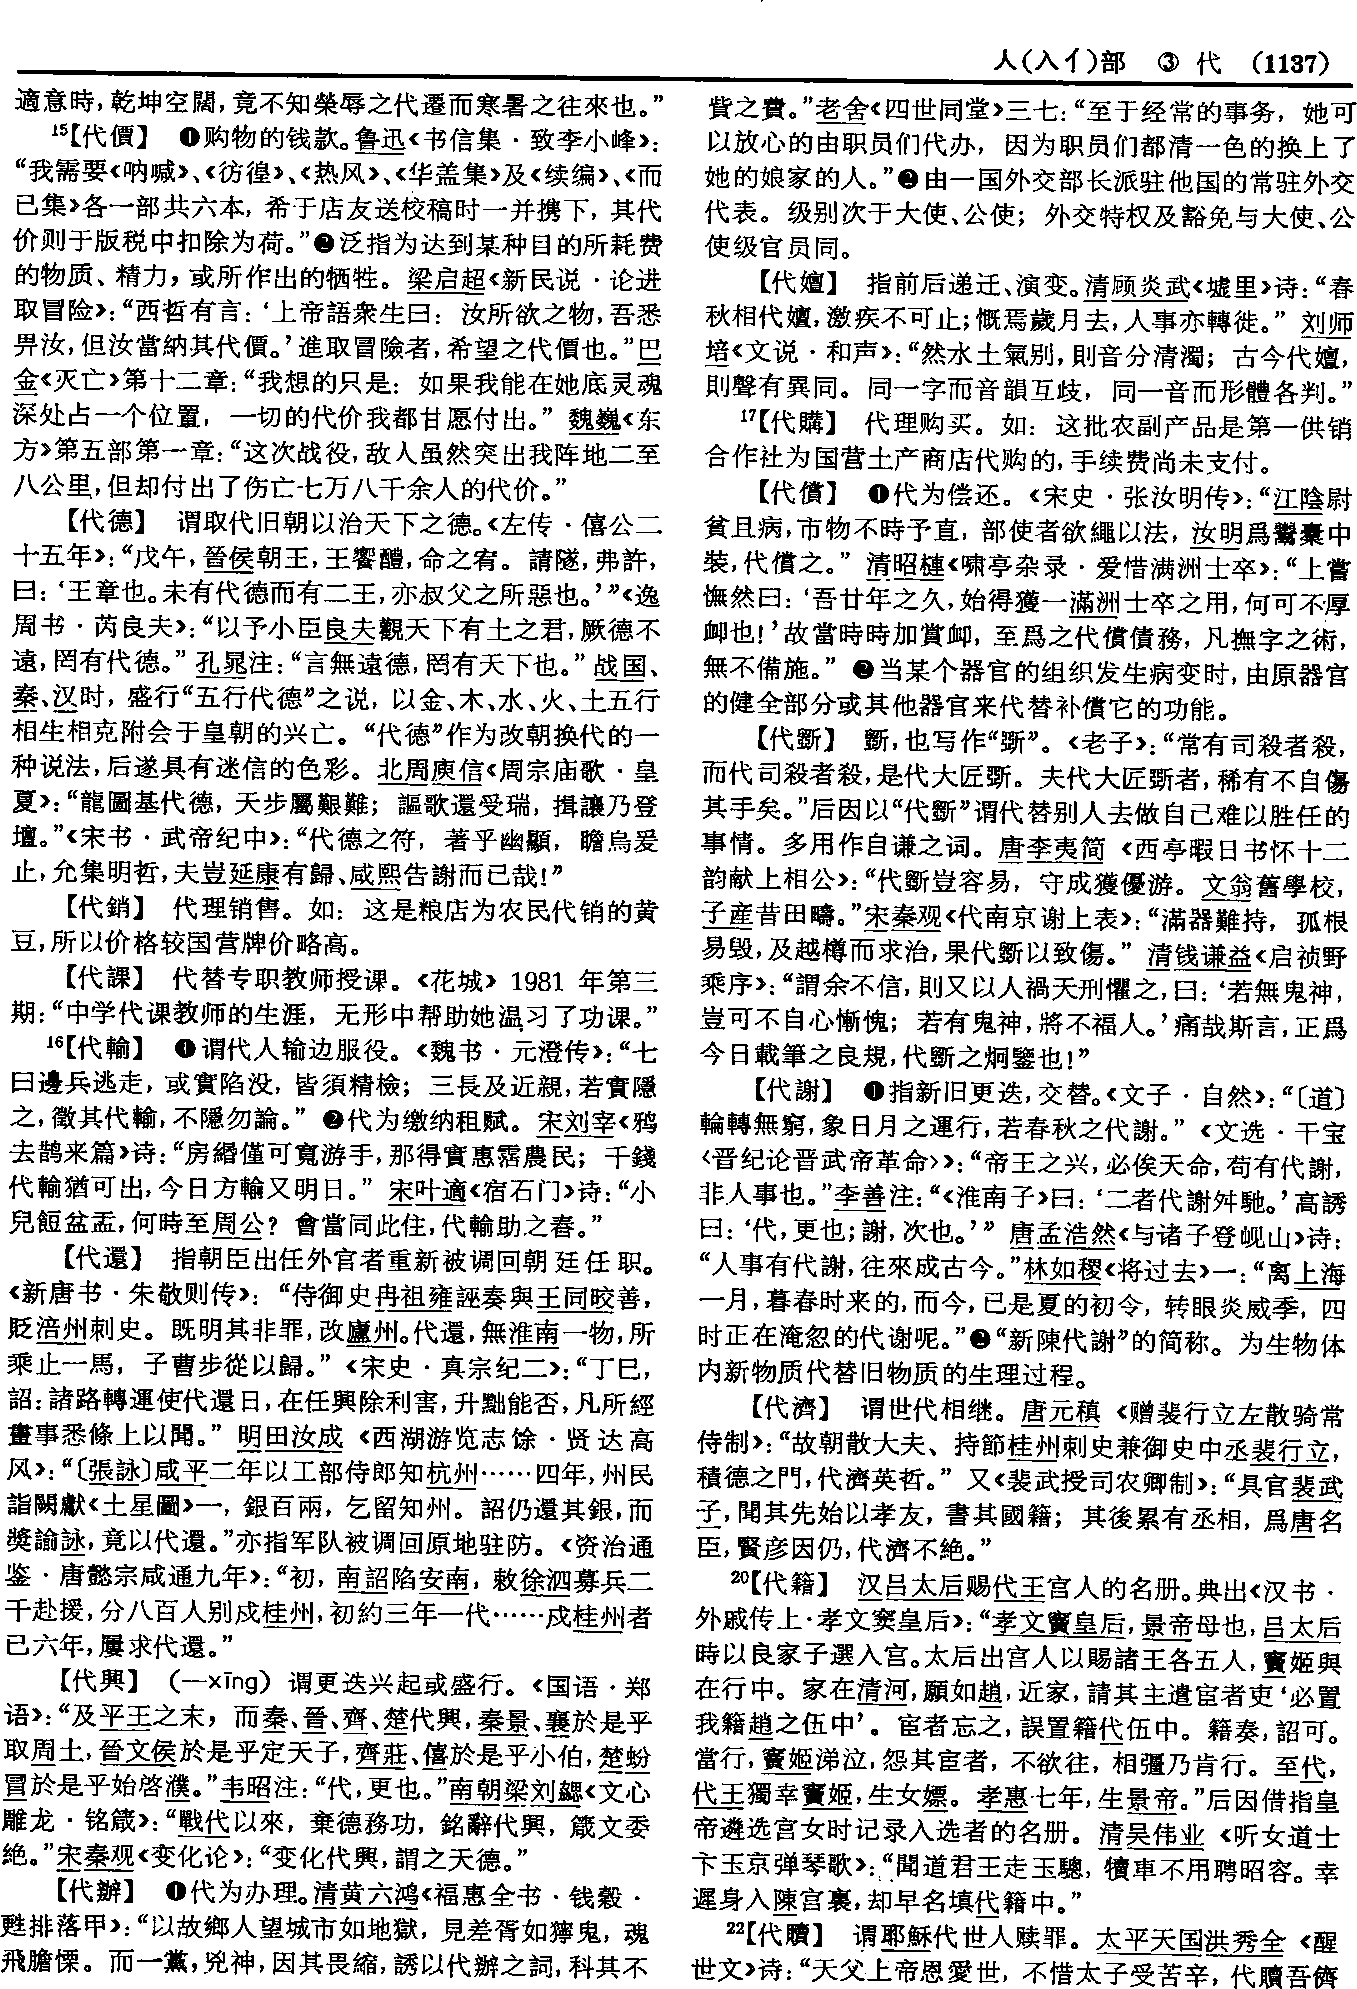 人(入亻)部 ③ 代 (1137)
適意時,乾坤空闊,竟不知榮辱之代遷而寒暑之往來也。”
15【代價】 ❶购物的钱款。鲁迅《书信集·致李小峰》:
“我需要《呐喊》、《彷徨》、《热风》、《华盖集》及《续编》、《而
已集》各一部共六本,希于店友送校稿时一并携下,其代
价则于版税中扣除为荷。”❷泛指为达到某种目的所耗费
的物质、精力,或所作出的牺牲。梁启超《新民说·论进
取冒险》:“西哲有言:‘上帝語衆生曰:汝所欲之物,吾悉
畀汝,但汝當納其代價。’進取冒險者,希望之代價也。”巴
金《灭亡》第十二章:“我想的只是:如果我能在她底灵魂
深处占一个位置,一切的代价我都甘愿付出。”魏巍《东
方》第五部第一章:“这次战役,敌人虽然突出我阵地二至
八公里,但却付出了伤亡七万八千余人的代价。”
【代德】 谓取代旧朝以治天下之德。《左传·僖公二
十五年》:“戊午,晉侯朝王,王饗醴,命之宥。請隧,弗許,
曰:‘王章也。未有代德而有二王,亦叔父之所惡也。’”《逸
周书·芮良夫》:“以予小臣良夫觀天下有土之君,厥德不
遠,罔有代德。”孔晁注:“言無遠德,罔有天下也。”战国、
秦、汉时,盛行“五行代德”之说,以金、木、水、火、土五行
相生相克附会于皇朝的兴亡。“代德”作为改朝换代的一
种说法,后遂具有迷信的色彩。北周庾信《周宗庙歌·皇
夏》:“龍圖基代德,天步屬艱難;謳歌還受瑞,揖讓乃登
壇。”《宋书·武帝纪中》:“代德之符,著乎幽顯,瞻烏爰
止,允集明哲,夫豈延康有歸、咸熙告謝而已哉!”
【代銷】 代理销售。如:这是粮店为农民代销的黄
豆,所以价格较国营牌价略高。
【代課】 代替专职教师授课。《花城》1981 年第三
期:“中学代课教师的生涯,无形中帮助她温习了功课。”
16【代輸】 ❶谓代人输边服役。《魏书·元澄传》:“七
曰邊兵逃走,或實陷没,皆須精檢;三長及近親,若實隱
之,徵其代輸,不隱勿論。”❷代为缴纳租赋。宋刘宰《鸦
去鹊来篇》诗:“房緡僅可寬游手,那得實惠霑農民;千錢
代輸猶可出,今日方輸又明日。”宋叶適《宿石门》诗:“小
兒飣盆盂,何時至周公?會當同此住,代輸助之舂。”
【代還】 指朝臣出任外官者重新被调回朝廷任职。
《新唐书·朱敬则传》:“侍御史冉祖雍誣奏與王同皎善,
貶涪州刺史。既明其非罪,改廬州。代還,無淮南一物,所
乘止一馬,子曹步從以歸。”《宋史·真宗纪二》:“丁巳,
詔:諸路轉運使代還日,在任興除利害,升黜能否,凡所經
畫事悉條上以聞。”明田汝成《西湖游览志馀·贤达高
风》:“〔張詠〕咸平二年以工部侍郎知杭州……四年,州民
詣闕獻《土星圖》一,銀百兩,乞留知州。詔仍還其銀,而
獎諭詠,竟以代還。”亦指军队被调回原地驻防。《资治通
鉴·唐懿宗咸通九年》:“初,南詔陷安南,敕徐泗募兵二
千赴援,分八百人别戍桂州,初約三年一代……戍桂州者
已六年,屢求代還。”
【代興】 (—xīng) 谓更迭兴起或盛行。《国语·郑
语》:“及平王之末,而秦、晉、齊、楚代興,秦景、襄於是乎
取周土,晉文侯於是乎定天子,齊莊、僖於是乎小伯,楚蚡
冒於是乎始啓濮。”韦昭注:“代,更也。”南朝梁刘勰《文心
雕龙·铭箴》:“戰代以來,棄德務功,銘辭代興,箴文委
絶。”宋秦观《变化论》:“变化代興,謂之天德。”
【代辦】 ❶代为办理。清黄六鸿《福惠全书·钱穀·
甦排落甲》:“以故鄉人望城市如地獄,見差胥如獰鬼,魂
飛膽慄。而一黨,兇神,因其畏縮,誘以代辦之詞,科其不
貲之費。”老舍《四世同堂》三七:“至于经常的事务,她可
以放心的由职员们代办,因为职员们都清一色的换上了
她的娘家的人。”❷由一国外交部长派驻他国的常驻外交
代表。级别次于大使、公使;外交特权及豁免与大使、公
使级官员同。
【代嬗】 指前后递迁、演变。清顾炎武《墟里》诗:“春
秋相代嬗,激疾不可止;慨焉歲月去,人事亦轉徙。”刘师
培《文说·和声》:“然水土氣别,則音分清濁;古今代嬗,
則聲有異同。同一字而音韻互歧,同一音而形體各判。”
17【代購】 代理购买。如:这批农副产品是第一供销
合作社为国营土产商店代购的,手续费尚未支付。
【代償】 ❶代为偿还。《宋史·张汝明传》:“江陰尉
貧且病,市物不時予直,部使者欲繩以法,汝明爲鬻橐中
裝,代償之。”清昭槤《啸亭杂录·爱惜满洲士卒》:“上嘗
憮然曰:‘吾廿年之久,始得獲一滿洲士卒之用,何可不厚
卹也!’故當時時加賞卹,至爲之代償債務,凡撫字之術,
無不備施。”❷当某个器官的组织发生病变时,由原器官
的健全部分或其他器官来代替补償它的功能。
【代斵】 斵,也写作“斲”。《老子》:“常有司殺者殺,
而代司殺者殺,是代大匠斲。夫代大匠斲者,稀有不自傷
其手矣。”后因以“代斵”谓代替别人去做自己难以胜任的
事情。多用作自谦之词。唐李夷简《西亭暇日书怀十二
韵献上相公》:“代斵豈容易,守成獲優游。文翁舊學校,
子産昔田疇。”宋秦观《代南京谢上表》:“滿器難持,孤根
易毁,及越樽而求治,果代斵以致傷。”清钱谦益《启祯野
乘序》:“謂余不信,則又以人禍天刑懼之,曰:‘若無鬼神,
豈可不自心慚愧;若有鬼神,將不福人。’痛哉斯言,正爲
今日載筆之良規,代斵之炯鑒也!”
【代謝】 ❶指新旧更迭,交替。《文子·自然》:“〔道〕
輪轉無窮,象日月之運行,若春秋之代謝。”《文选·干宝
〈晋纪论晋武帝革命〉》:“帝王之兴,必俟天命,苟有代謝,
非人事也。”李善注:“《淮南子》曰:‘二者代謝舛馳。’高誘
曰:‘代,更也;謝,次也。’”唐孟浩然《与诸子登岘山》诗:
“人事有代謝,往來成古今。”林如稷《将过去》一:“离上海
一月,暮春时来的,而今,已是夏的初令,转眼炎威季,四
时正在淹忽的代谢呢。”❷“新陳代謝”的简称。为生物体
内新物质代替旧物质的生理过程。
【代濟】 谓世代相继。唐元稹《赠裴行立左散骑常
侍制》:“故朝散大夫、持節桂州刺史兼御史中丞裴行立,
積德之門,代濟英哲。”又《裴武授司农卿制》:“具官裴武
子,聞其先始以孝友,書其國籍;其後累有丞相,爲唐名
臣,賢彦因仍,代濟不絶。”
20【代籍】 汉吕太后赐代王宫人的名册。典出《汉书·
外戚传上·孝文窦皇后》:“孝文竇皇后,景帝母也,吕太后
時以良家子選入宫。太后出宫人以賜諸王各五人,竇姬與
在行中。家在清河,願如趙,近家,請其主遣宦者吏‘必置
我籍趙之伍中’。宦者忘之,誤置籍代伍中。籍奏,詔可。
當行,竇姬涕泣,怨其宦者,不欲往,相彊乃肯行。至代,
代王獨幸竇姬,生女嫖。孝惠七年,生景帝。”后因借指皇
帝遴选宫女时记录入选者的名册。清吴伟业《听女道士
卞玉京弹琴歌》:“聞道君王走玉驄,犢車不用聘昭容。幸
遲身入陳宫裏,却早名填代籍中。”
22【代贖】 谓耶稣代世人赎罪。太平天国洪秀全《醒
世文》诗:“天父上帝恩愛世,不惜太子受苦辛,代贖吾儕